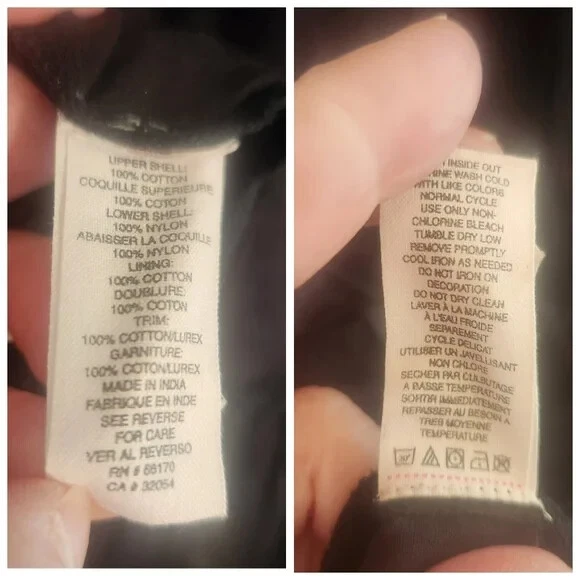 UPPER SHELL:
100% COTTON
COQUILLE SUPERIEURE
100% COTON
LOWER SHELL:
100% NYLON
ABAISSER LA COQUILLE
100% NYLON
LINING:
100% COTTON
DOUBLURE:
100% COTON
TRIM:
100% COTTON/LUREX
GARNITURE:
100% COTON/LUREX
MADE IN INDIA
FABRIQUE EN INDE
SEE REVERSE
FOR CARE
VER AL REVERSO
RN # 66170
CA # 32054
INSIDE OUT
WASH COLD
WITH LIKE COLORS
NORMAL CYCLE
USE ONLY NON-
CHLORINE BLEACH
TUMBLE DRY LOW
REMOVE PROMPTLY
COOL IRON AS NEEDED
DO NOT IRON ON
DECORATION
DO NOT DRY CLEAN
LAVER À LA MACHINE
À L'EAU FROIDE
SEPAREMENT
CYCLE DELICAT
UTILISER UN JAVELLISANT
NON CHLORE
SECHER PAR CULBUTAGE
A BASSE TEMPERATURE
SORTIR IMMEDIATEMENT
REPASSER AU BESOIN A
TRES MOYENNE
TEMPERATURE